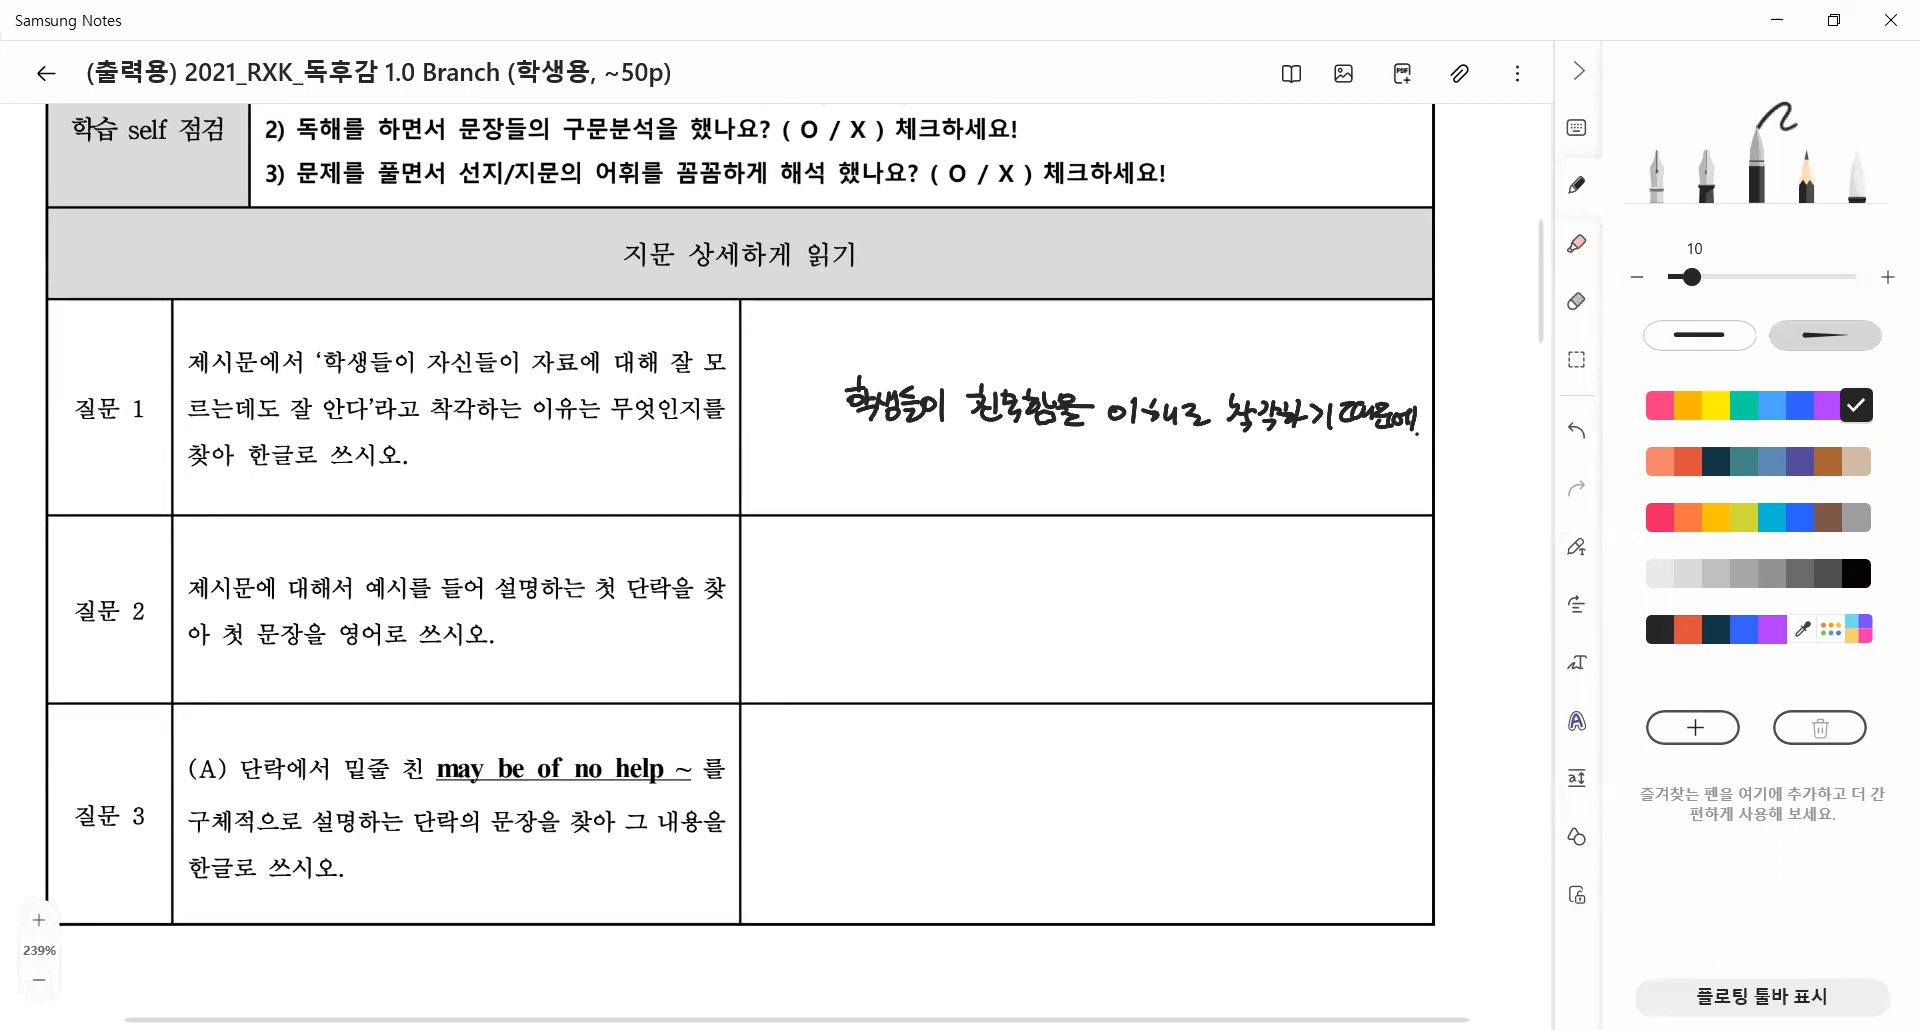 Samsung Notes
(출력용) 2021_RXK_독후감 1.0 Branch (학생용, ~50p)
학습 self 점검
2) 독해를 하면서 문장들의 구문분석을 했나요? ( O / X ) 체크하세요!
3) 문제를 풀면서 선지/지문의 어휘를 꼼꼼하게 해석 했나요? ( O / X ) 체크하세요!
지문 상세하게 읽기
질문 1
제시문에서 ‘학생들이 자신들이 자료에 대해 잘 모
르는데도 잘 안다’라고 착각하는 이유는 무엇인지를
찾아 한글로 쓰시오.
학생들이 친숙함을 이해로 착각하기 때문에.
질문 2
제시문에 대해서 예시를 들어 설명하는 첫 단락을 찾
아 첫 문장을 영어로 쓰시오.
질문 3
(A) 단락에서 밑줄 친 may be of no help ~ 를
구체적으로 설명하는 단락의 문장을 찾아 그 내용을
한글로 쓰시오.
239%
PDF
10
즐겨찾는 펜을 여기에 추가하고 더 간
편하게 사용해 보세요.
플로팅 툴바 표시